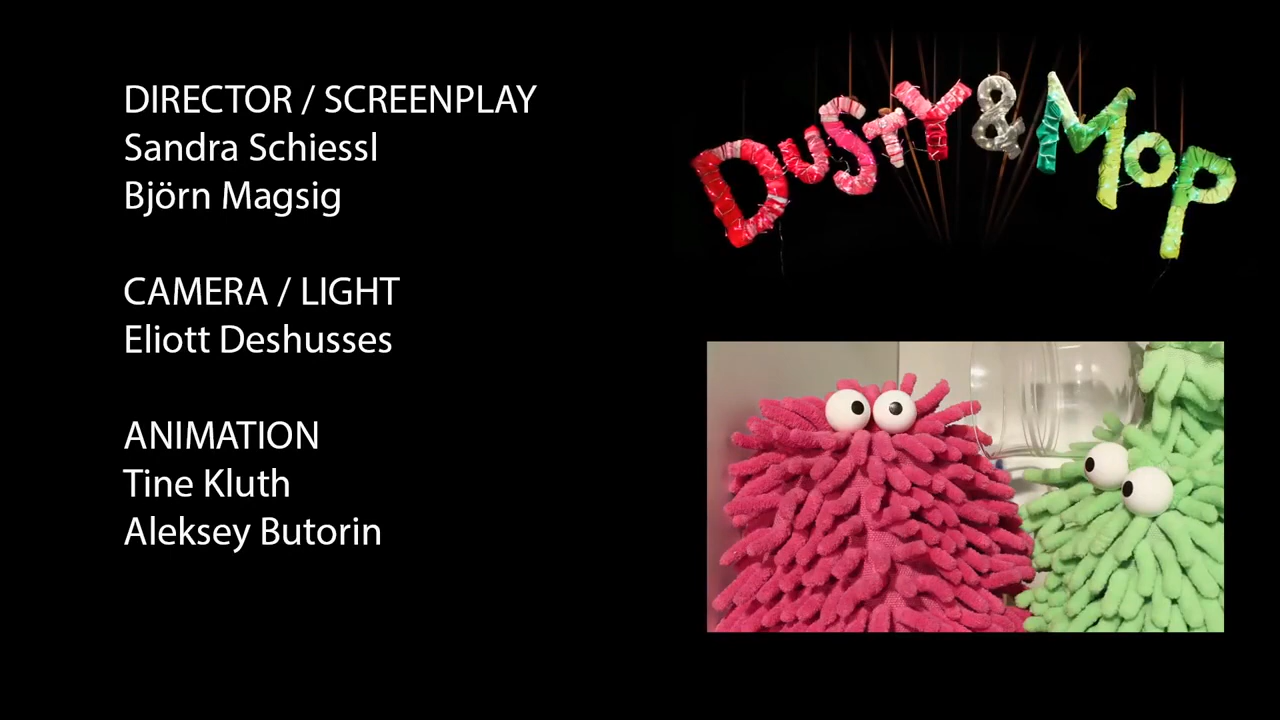 DIRECTOR / SCREENPLAY
Sandra Schiessl
Björn Magsig
CAMERA / LIGHT
Eliott Deshusses
ANIMATION
Tine Kluth
Aleksey Butorin
DUSTY & MOP